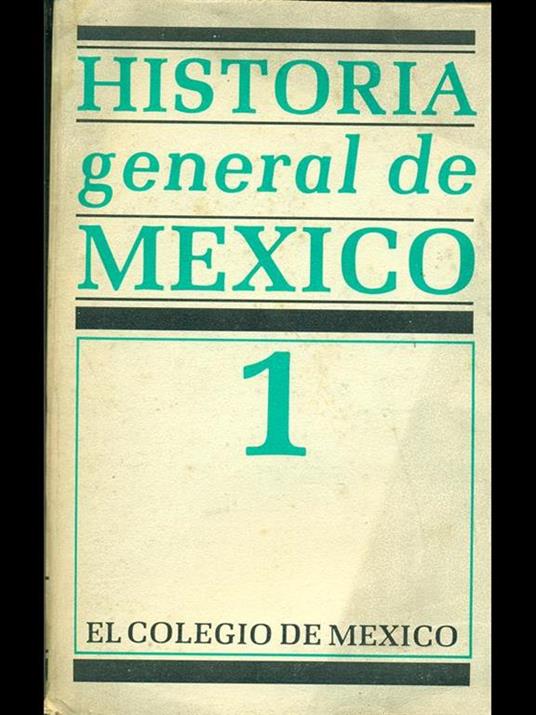 HISTORIA
general de
MEXICO
1
EL COLEGIO DE MEXICO